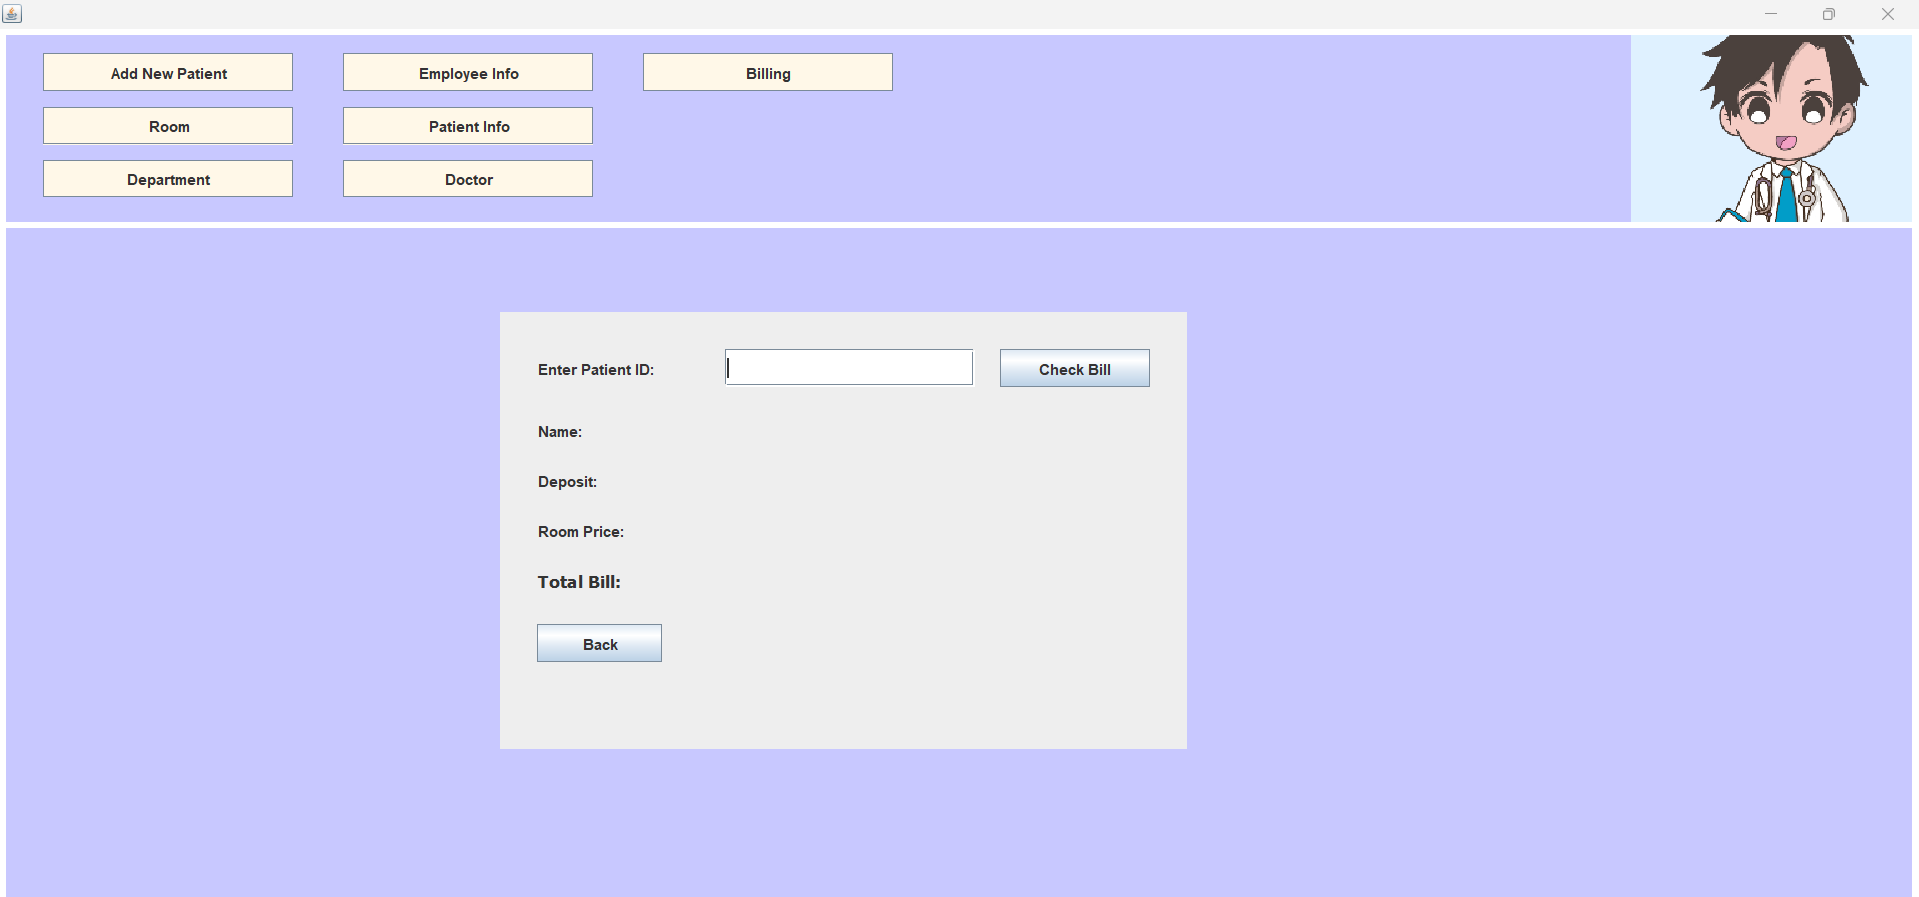 Add New Patient
Employee Info
Billing
Room
Patient Info
Department
Doctor
Enter Patient ID:
Check Bill
Name:
Deposit:
Room Price:
Total Bill:
Back